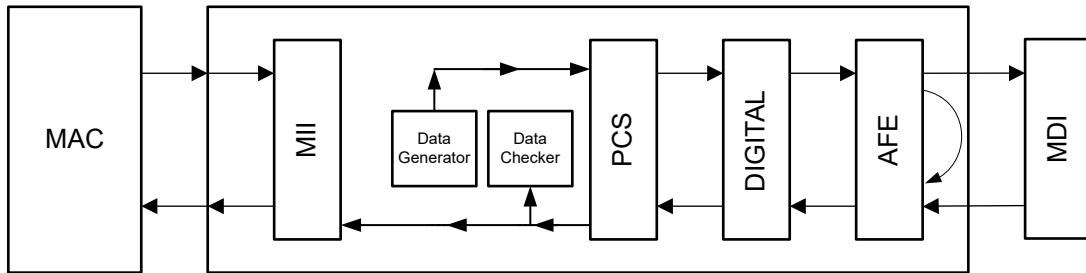 MAC
MII
Data
Generator
Data
Checker
PCS
DIGITAL
AFE
MDI